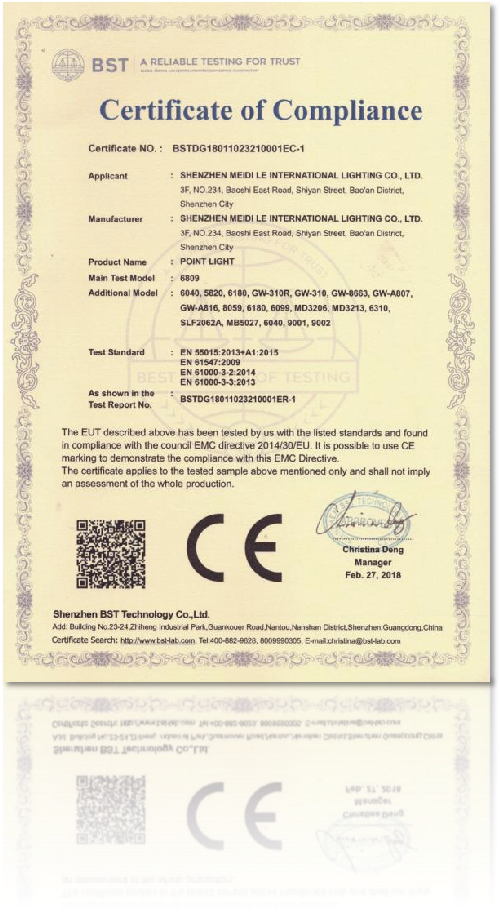 BST
A RELIABLE TESTING FOR TRUST
Certificate of Compliance
Certificate NO. : BSTDG18011023210001EC-1
Applicant : SHENZHEN MEIDI LE INTERNATIONAL LIGHTING CO., LTD.
3F, NO.234, Baoshi East Road, Shiyan Street, Bao'an District,
Shenzhen City
Manufacturer : SHENZHEN MEIDI LE INTERNATIONAL LIGHTING CO., LTD.
3F, NO.234, Baoshi East Road, Shiyan Street, Bao'an District,
Shenzhen City
Product Name : POINT LIGHT
Main Test Model : 6809
Additional Model : 6040, 5820, 6180, GW-310R, GW-310, GW-8663, GW-A807,
GW-A816, 8059, 6180, 6099, MD3206, MD3213, 6310,
SLF2062A, MB5027, 6040, 9001, 9002
Test Standard : EN 55015:2013+A1:2015
EN 61547:2009
EN 61000-3-2:2014
EN 61000-3-3:2013
As shown in the
Test Report No. : BSTDG18011023210001ER-1
The EUT described above has been tested by us with the listed standards and found
in compliance with the council EMC directive 2014/30/EU. It is possible to use CE
marking to demonstrate the compliance with this EMC Directive.
The certificate applies to the tested sample above mentioned only and shall not imply
an assessment of the whole production.
CE
Christina Deng
Manager
Feb. 27, 2018
Shenzhen BST Technology Co.,Ltd.
Add: Building No.23-24,Zhiheng Industrial Park,Guankouer Road,Nantou,Nanshan District,Shenzhen,Guangdong,China
Certificate Search: http://www.bst-lab.com Tel:400-882-9628, 8009990305 E-mail:christina@bst-lab.com